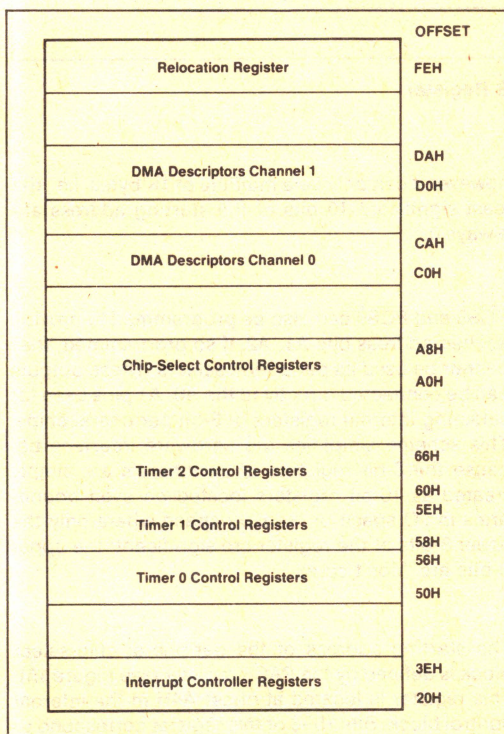 OFFSET
Relocation Register FEH
DAH
DMA Descriptors Channel 1
D0H
CAH
DMA Descriptors Channel 0
C0H
A8H
Chip-Select Control Registers
A0H
66H
Timer 2 Control Registers
60H
5EH
Timer 1 Control Registers
58H
56H
Timer 0 Control Registers
50H
3EH
Interrupt Controller Registers
20H